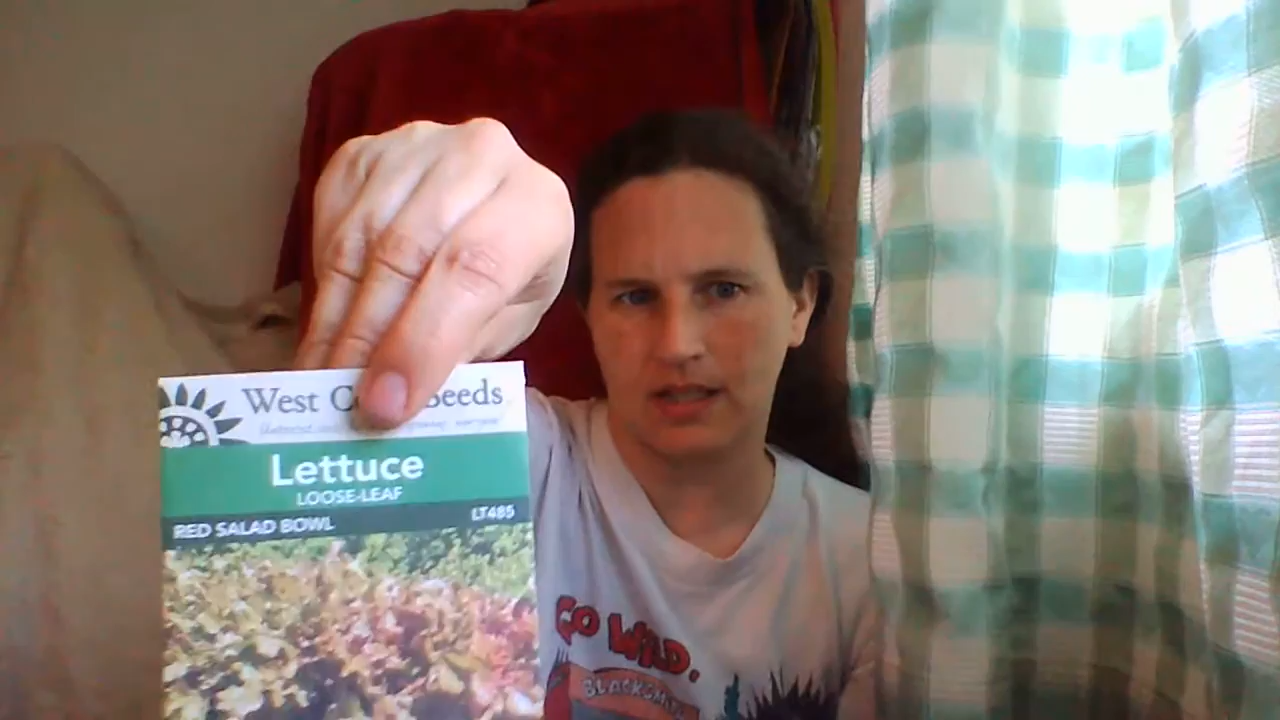 West Seeds
Lettuce
LOOSE-LEAF
RED SALAD BOWL LT485
GO WILD.